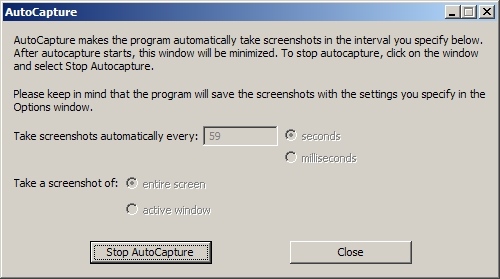 AutoCapture
AutoCapture makes the program automatically take screenshots in the interval you specify below.
After autocapture starts, this window will be minimized. To stop autocapture, click on the window
and select Stop Autocapture.
Please keep in mind that the program will save the screenshots with the settings you specify in the
Options window.
Take screenshots automatically every: 59 seconds
milliseconds
Take a screenshot of: entire screen
active window
Stop AutoCapture Close